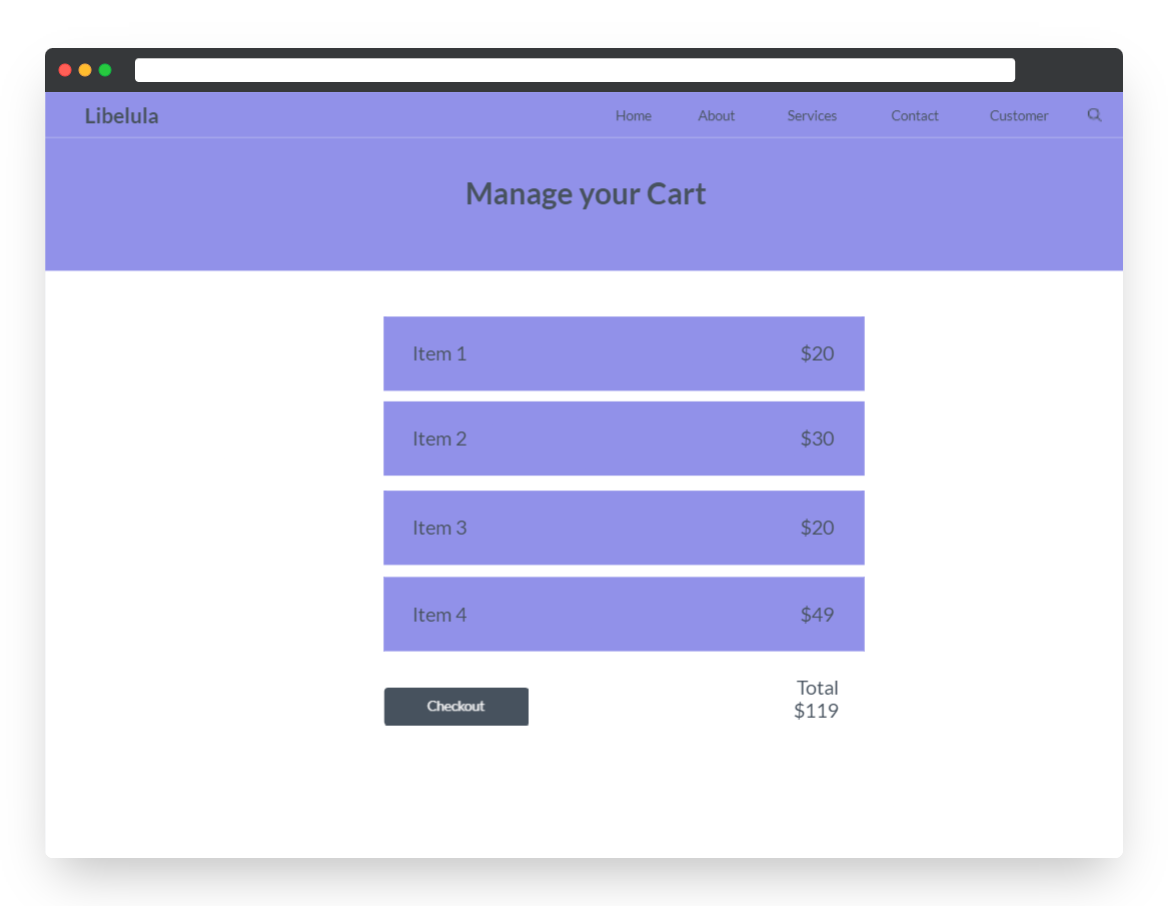 Libelula Home About Services Contact Customer
Manage your Cart
Item 1 $20
Item 2 $30
Item 3 $20
Item 4 $49
Total
Checkout
$119